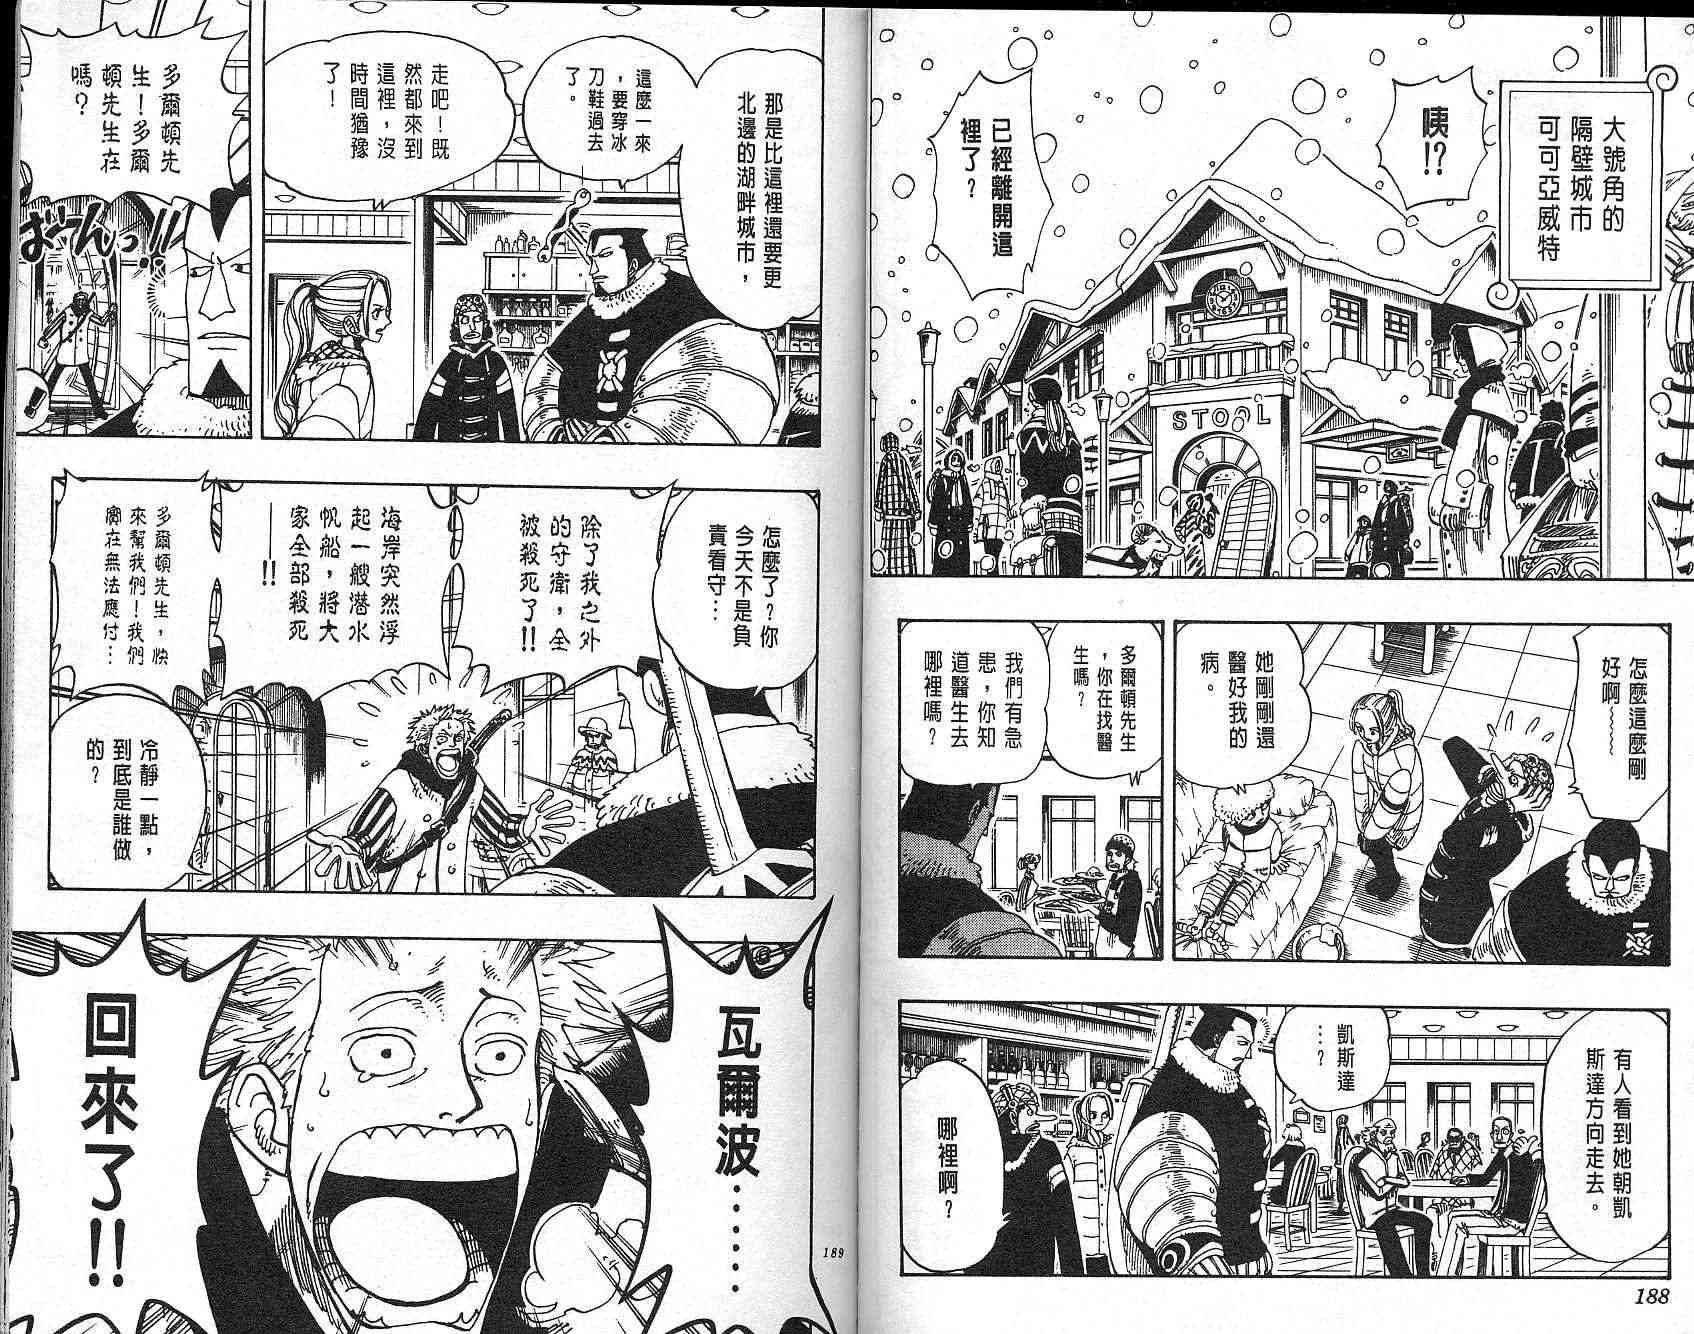 大號角的
隔壁城市
可可亞威特
咦!?
已經離開這
裡了?
STOOL
怎麼這麼剛
好啊~~~~
她剛剛還
醫好我的
病。
多爾頓先生
,你在找醫
生嗎?
我們有急
患,你知
道醫生去
哪裡嗎?
有人看到她朝凱
斯達方向走去。
凱斯達
…?
哪裡啊?
188
那是比這裡還要更
北邊的湖畔城市,
這麼一來
,要穿冰
刀鞋過去
了。
走吧!既
然都來到
這裡,沒
時間猶豫
了!
多爾頓先
生!多爾
頓先生在
嗎?
ばーんっ!!
怎麼了?你
今天不是負
責看守…
除了我之外
的守衛,全
被殺死了!!
海岸突然浮
起一艘潛水
帆船,將大
家全部殺死
——!!
多爾頓先生,快
來幫我們!我們
實在無法應付…
冷靜一點,
到底是誰做
的?
瓦爾波……
回來了!!
189